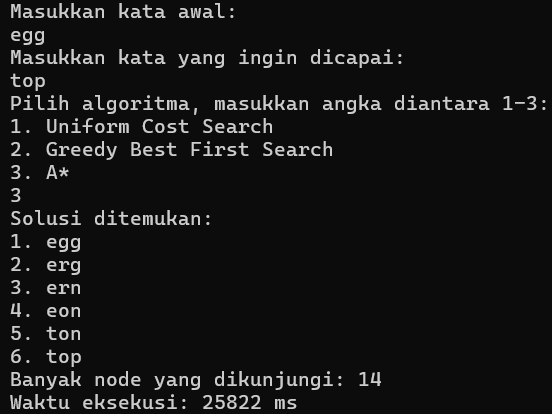 Masukkan kata awal:
egg
Masukkan kata yang ingin dicapai:
top
Pilih algoritma, masukkan angka diantara 1-3:
1. Uniform Cost Search
2. Greedy Best First Search
3. A*
3
Solusi ditemukan:
1. egg
2. erg
3. ern
4. eon
5. ton
6. top
Banyak node yang dikunjungi: 14
Waktu eksekusi: 25822 ms